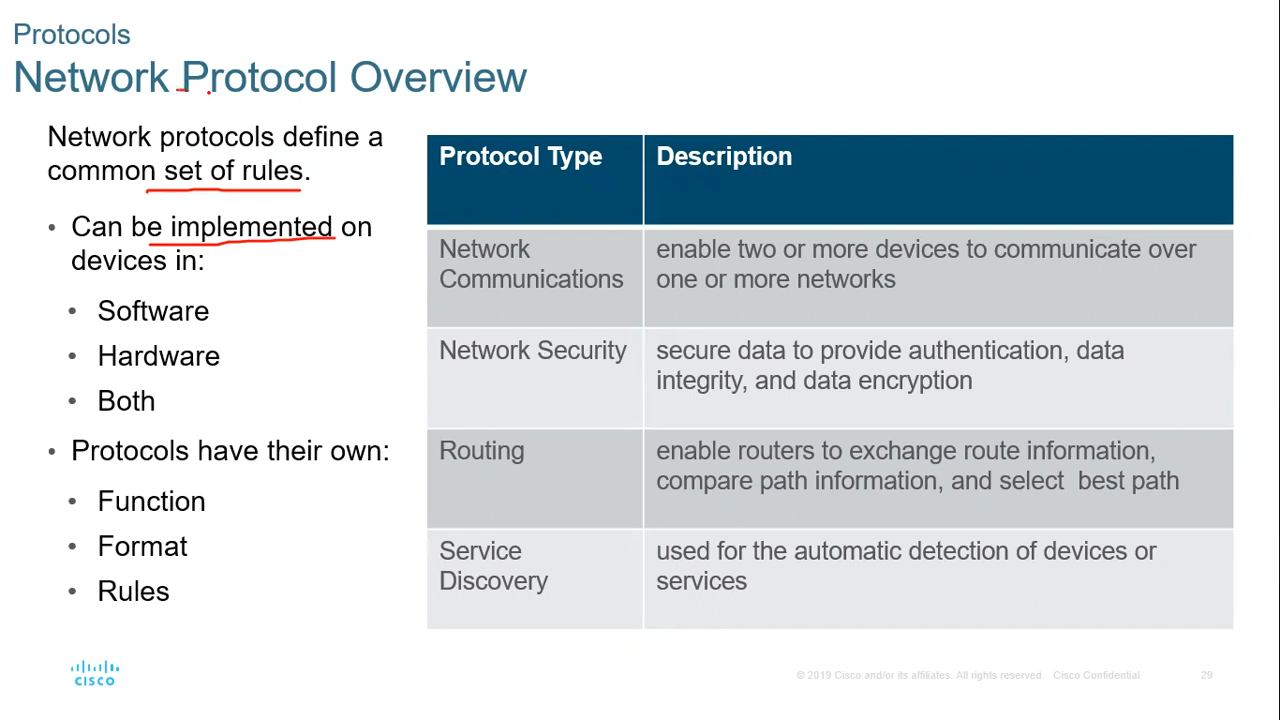 Protocols
Network Protocol Overview
Network protocols define a
common set of rules.
• Can be implemented on
devices in:
• Software
• Hardware
• Both
• Protocols have their own:
• Function
• Format
• Rules
Protocol Type Description
Network
Communications
enable two or more devices to communicate over
one or more networks
Network Security
secure data to provide authentication, data
integrity, and data encryption
Routing
enable routers to exchange route information,
compare path information, and select  best path
Service
Discovery
used for the automatic detection of devices or
services
CISCO
© 2019 Cisco and/or its affiliates. All rights reserved. Cisco Confidential 29